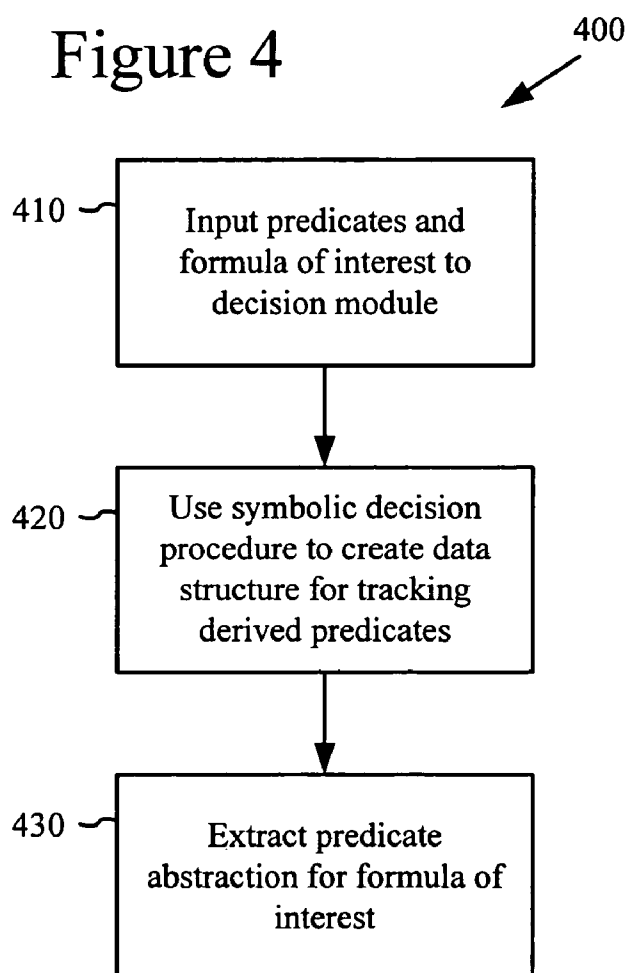 Figure 4
400
410
Input predicates and
formula of interest to
decision module
420
Use symbolic decision
procedure to create data
structure for tracking
derived predicates
430
Extract predicate
abstraction for formula of
interest